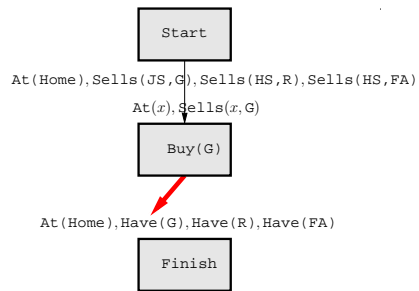 Start
At(Home),Sells(JS,G),Sells(HS,R),Sells(HS,FA)
At(x),Sells(x,G)
Buy(G)
At(Home),Have(G),Have(R),Have(FA)
Finish